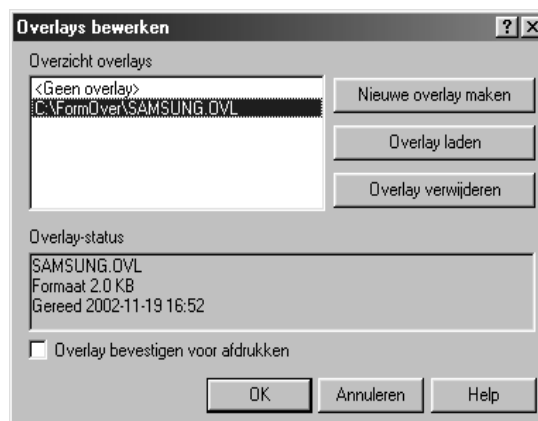 Overlays bewerken
Overzicht overlays
<Geen overlay>
C:\FormOver\SAMSUNG.OVL
Nieuwe overlay maken
Overlay laden
Overlay verwijderen
Overlay-status
SAMSUNG.OVL
Formaat 2.0 KB
Gereed 2002-11-19 16:52
Overlay bevestigen voor afdrukken
OK
Annuleren
Help